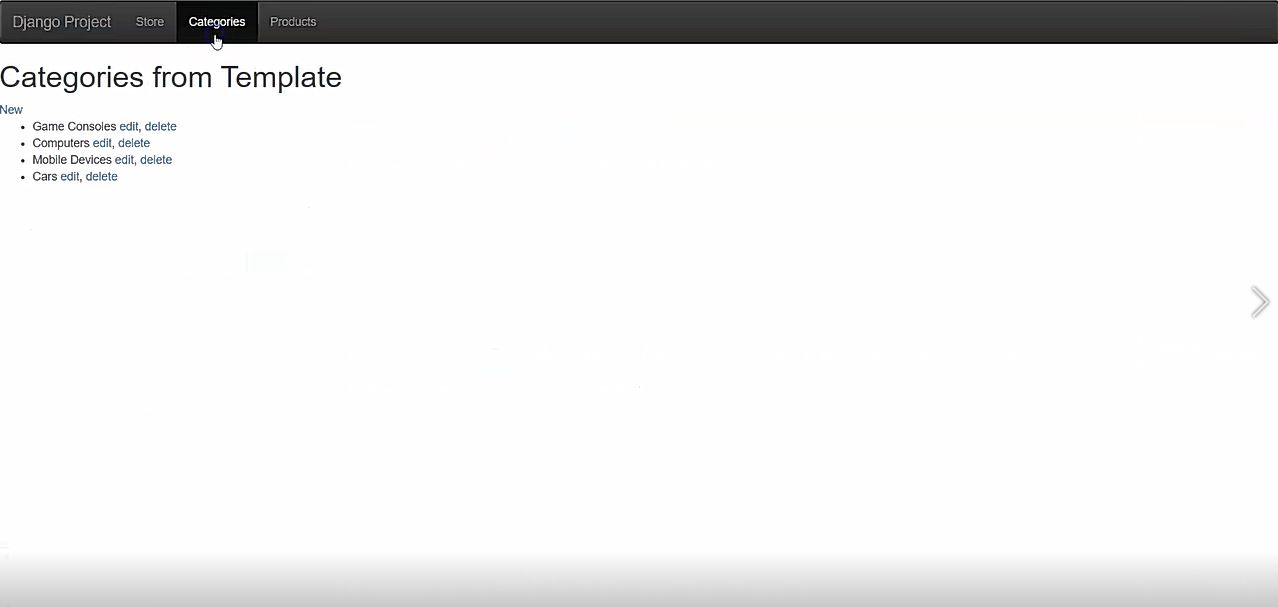 Django Project Store Categories Products
Categories from Template
New
Game Consoles edit, delete
Computers edit, delete
Mobile Devices edit, delete
Cars edit, delete